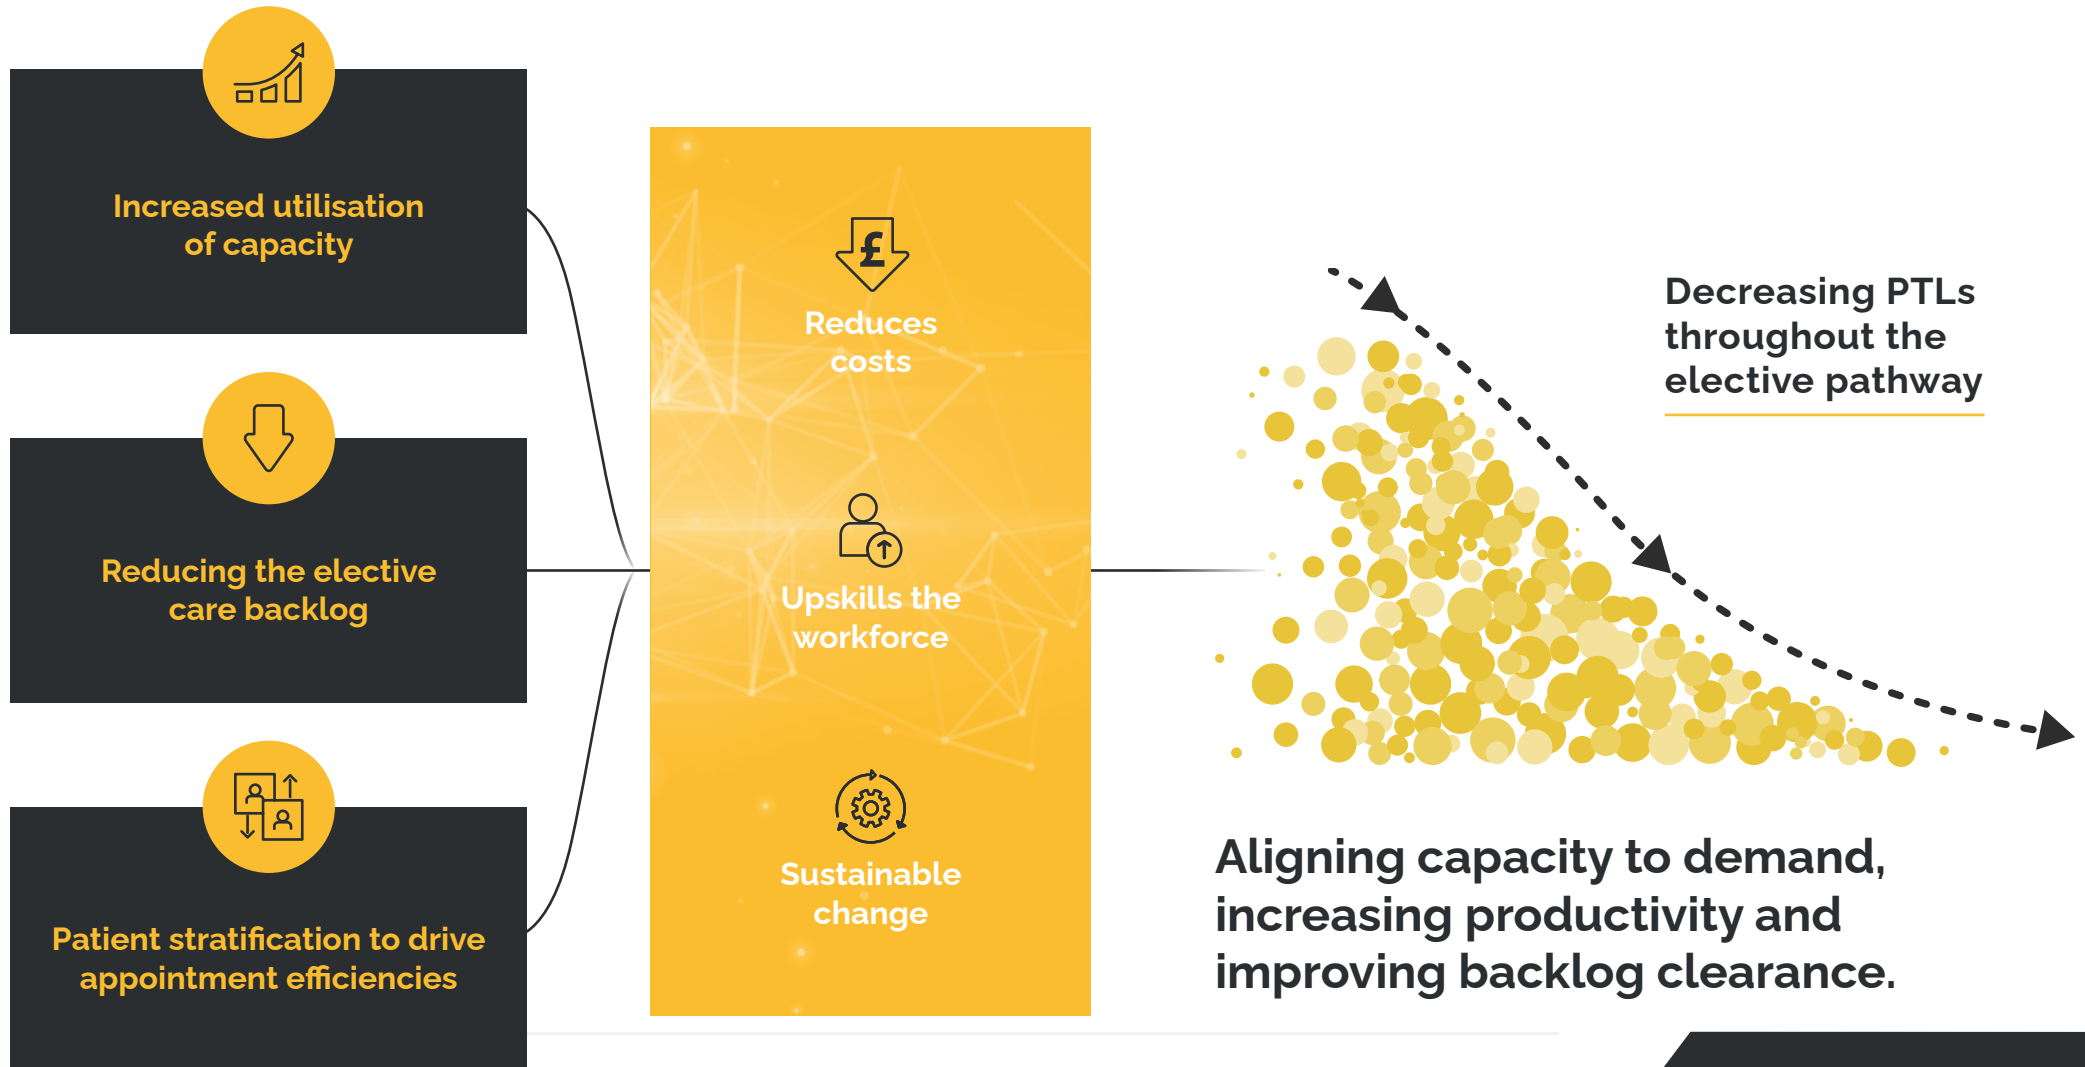 Increased utilisation
of capacity
Reducing the elective
care backlog
Patient stratification to drive
appointment efficiencies
£
Reduces
costs
Upskills the
workforce
Sustainable
change
Decreasing PTLs
throughout the
elective pathway
Aligning capacity to demand,
increasing productivity and
improving backlog clearance.